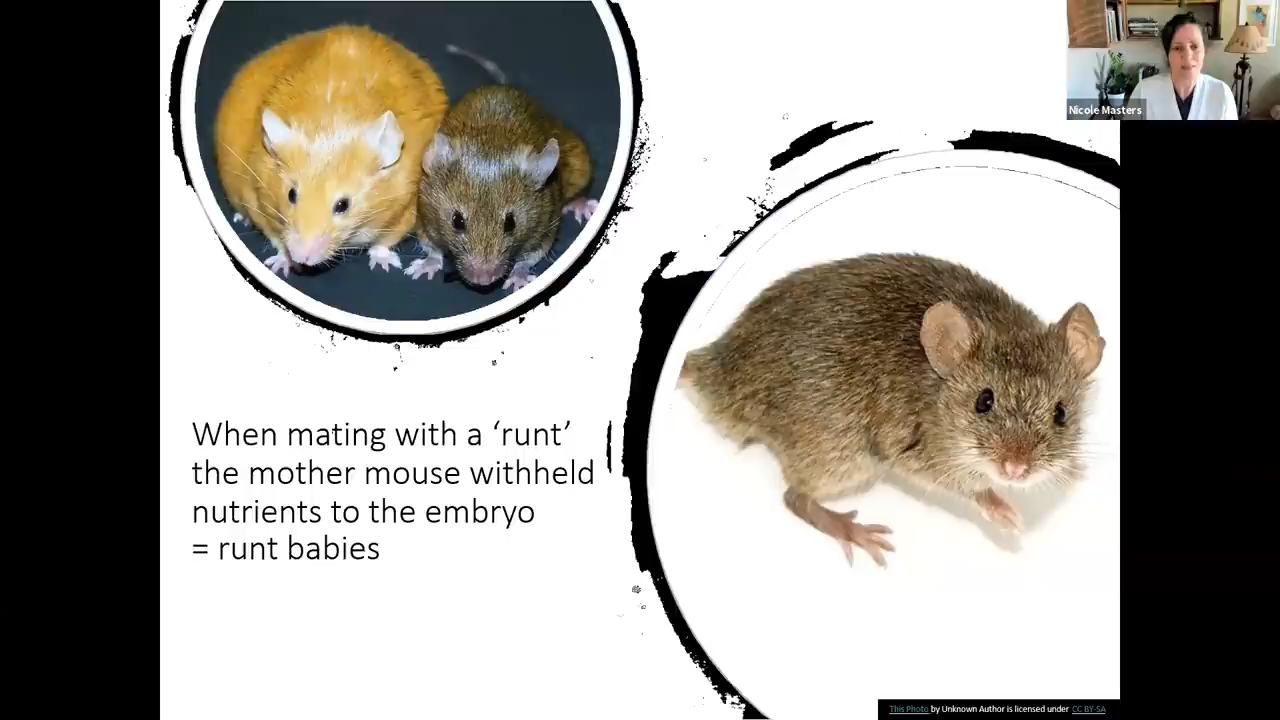 Nicole Masters
When mating with a ‘runt’
the mother mouse withheld
nutrients to the embryo
= runt babies
This Photo by Unknown Author is licensed under CC BY-SA